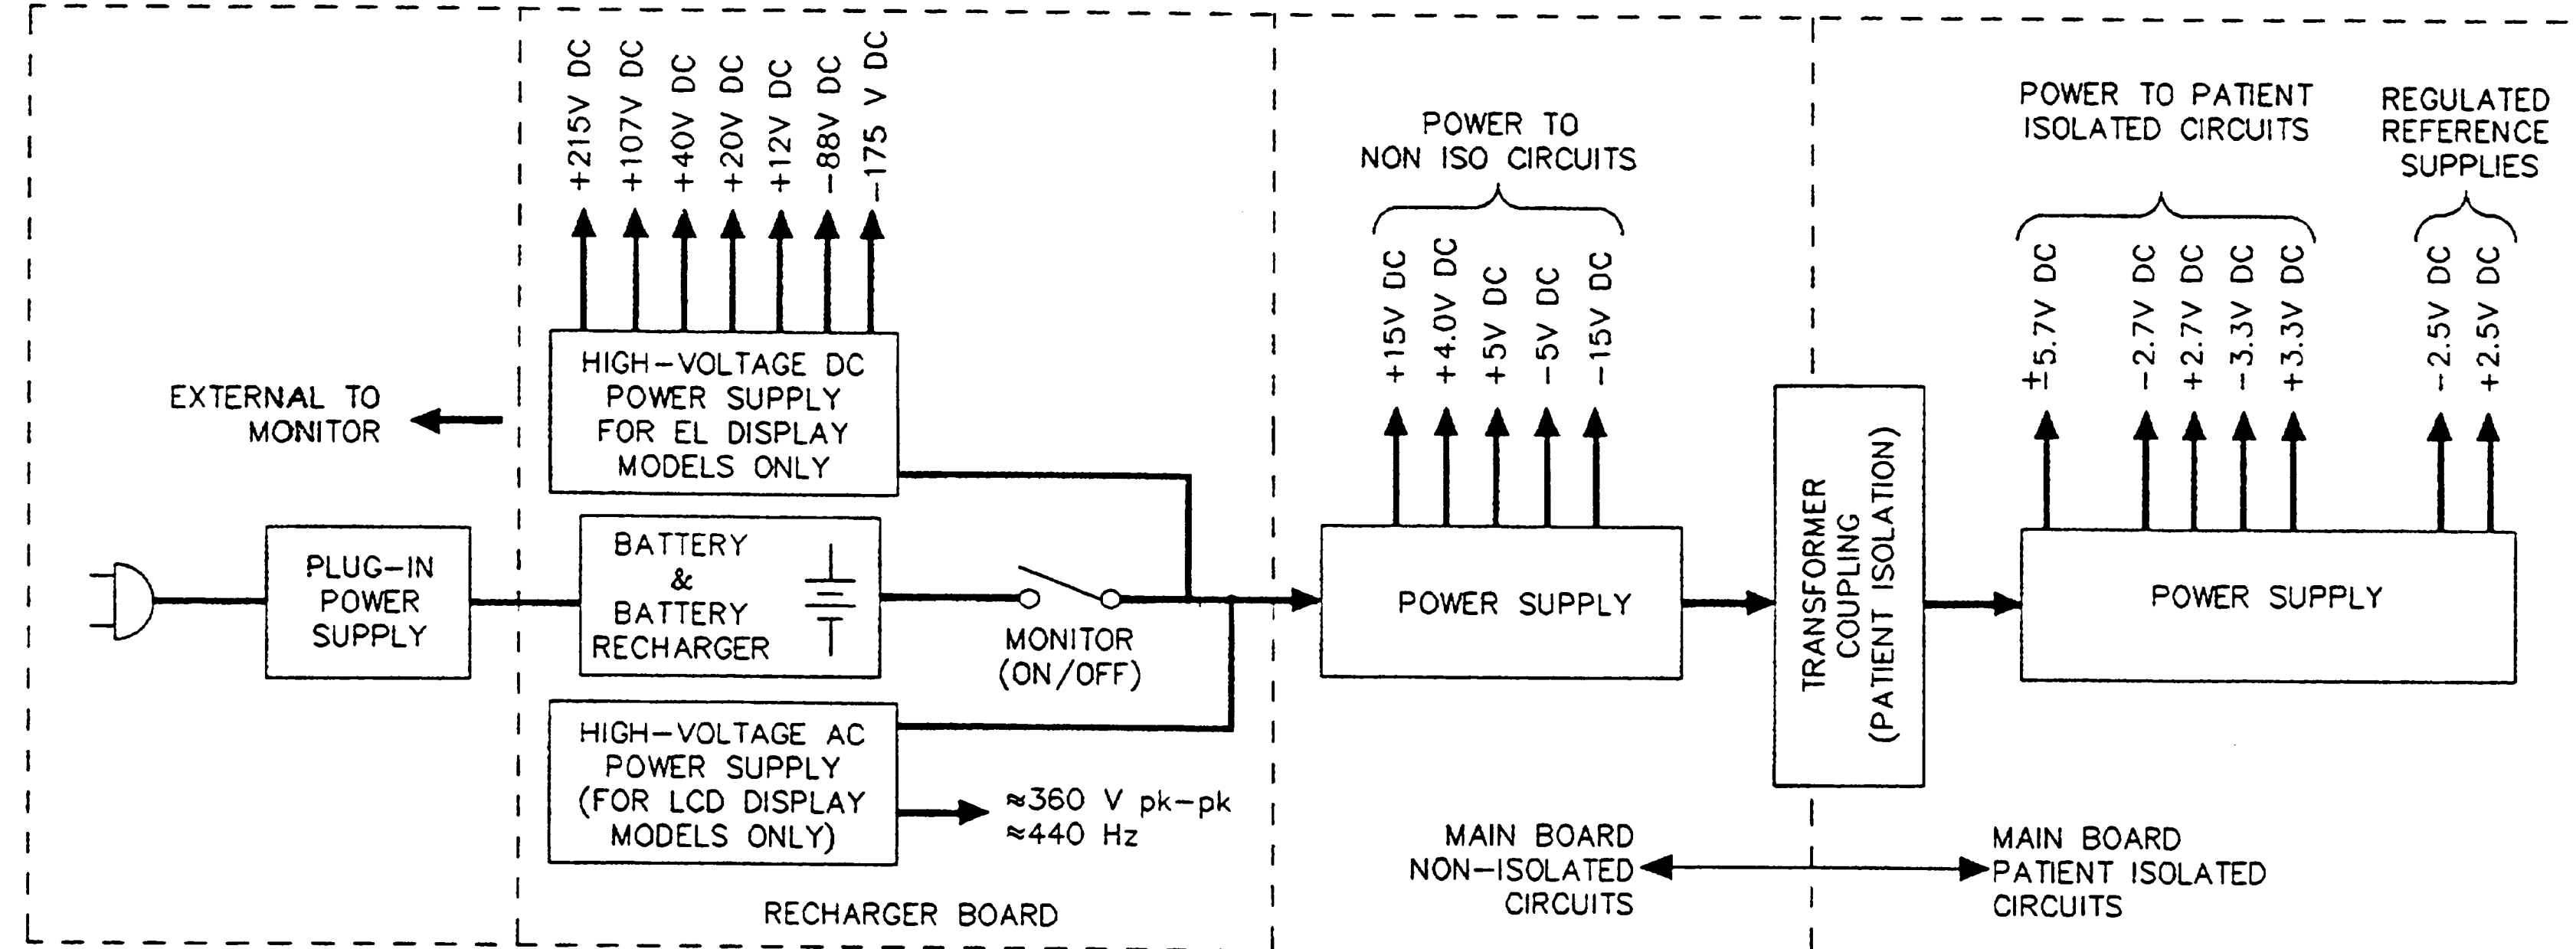 +215V DC
+107V DC
+40V DC
+20V DC
+12V DC
−88V DC
−175 V DC
HIGH−VOLTAGE DC
POWER SUPPLY
FOR EL DISPLAY
MODELS ONLY
EXTERNAL TO
MONITOR
PLUG−IN
POWER
SUPPLY
BATTERY
&
BATTERY
RECHARGER
MONITOR
(ON/OFF)
HIGH−VOLTAGE AC
POWER SUPPLY
(FOR LCD DISPLAY
MODELS ONLY)
≈360 V pk−pk
≈440 Hz
RECHARGER BOARD
POWER TO
NON ISO CIRCUITS
+15V DC
+4.0V DC
+5V DC
−5V DC
−15V DC
POWER SUPPLY
TRANSFORMER
COUPLING
(PATIENT ISOLATION)
MAIN BOARD
NON−ISOLATED
CIRCUITS
POWER TO PATIENT
ISOLATED CIRCUITS
±5.7V DC
−2.7V DC
+2.7V DC
−3.3V DC
+3.3V DC
REGULATED
REFERENCE
SUPPLIES
−2.5V DC
+2.5V DC
POWER SUPPLY
MAIN BOARD
PATIENT ISOLATED
CIRCUITS